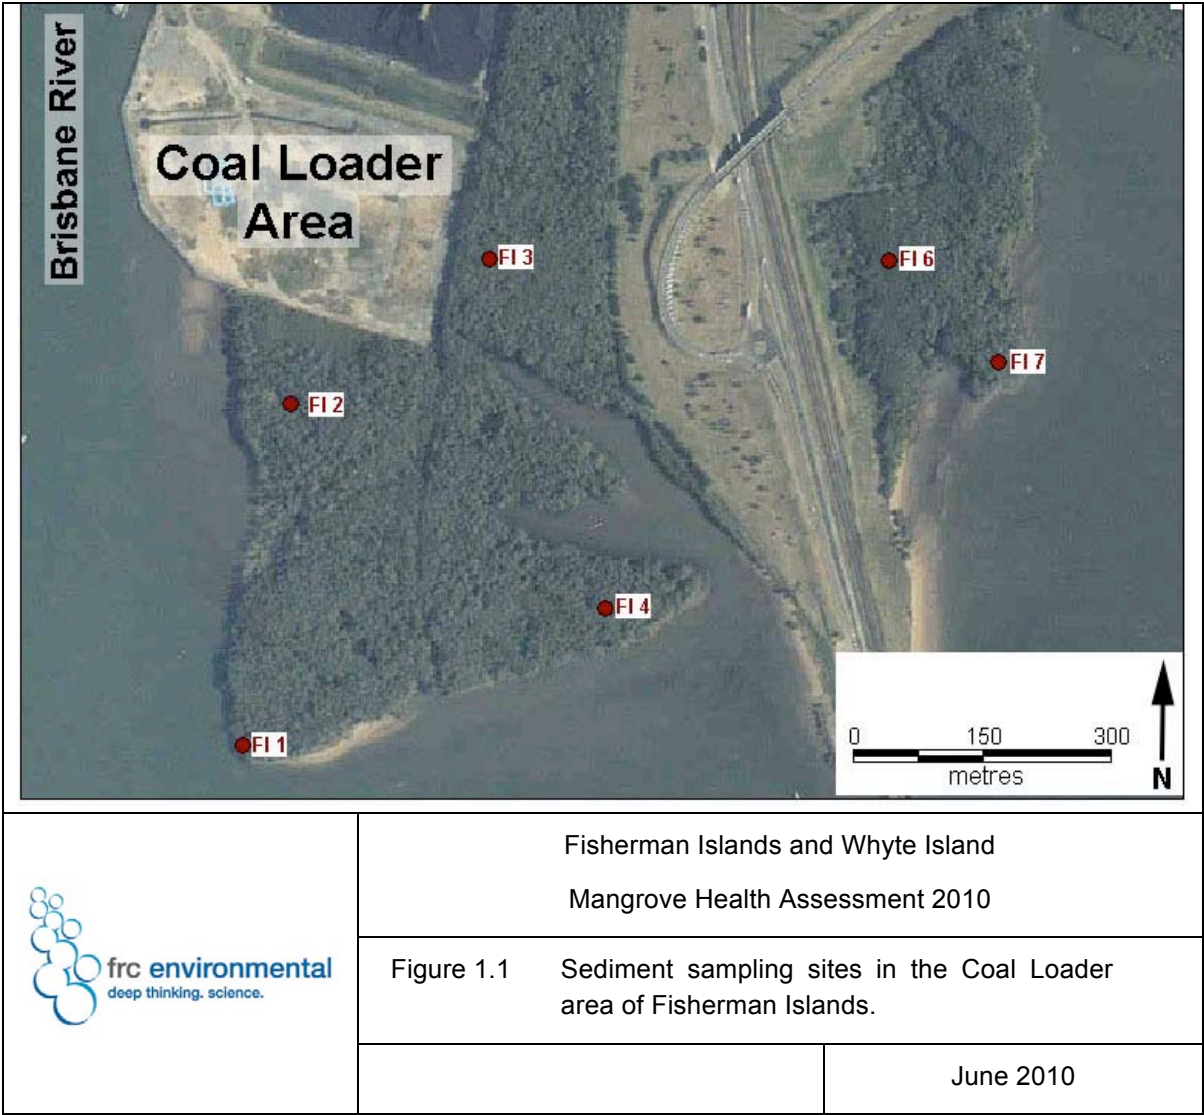 Brisbane River
Coal Loader
Area
FI 3
FI 6
FI 7
FI 2
FI 4
FI 1
0 150 300
metres
N
Fisherman Islands and Whyte Island
Mangrove Health Assessment 2010
frc environmental
deep thinking. science.
Figure 1.1 Sediment sampling sites in the Coal Loader
area of Fisherman Islands.
June 2010